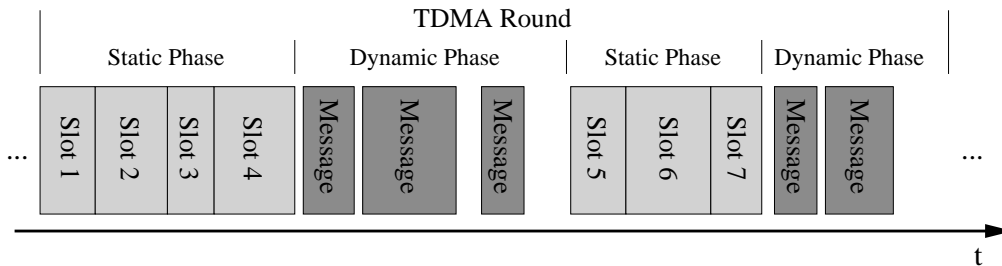 TDMA Round
Static Phase Dynamic Phase Static Phase Dynamic Phase
... Slot 1 Slot 2 Slot 3 Slot 4 Message Message Message Slot 5 Slot 6 Slot 7 Message Message ...
t